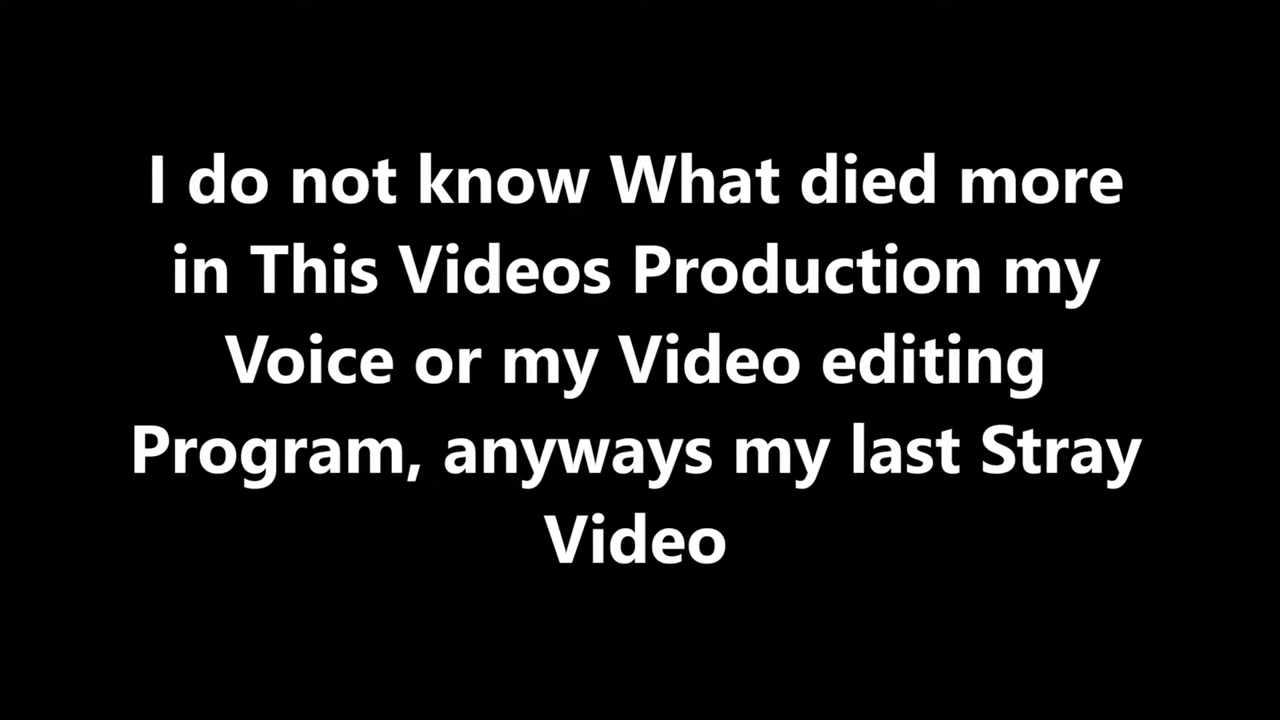 I do not know What died more
in This Videos Production my
Voice or my Video editing
Program, anyways my last Stray
Video